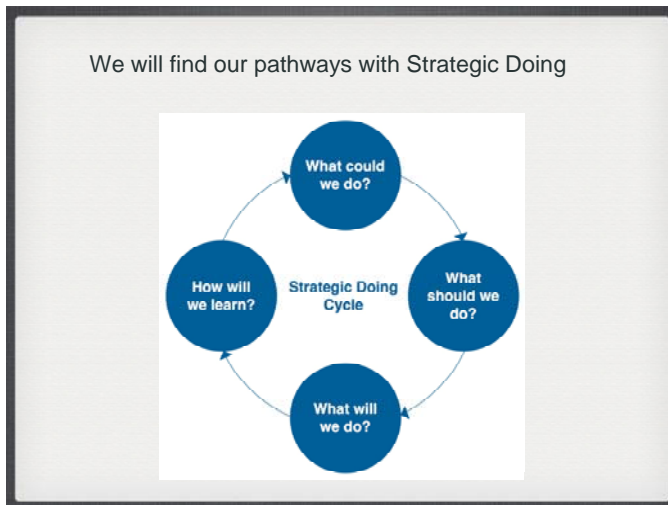 We will find our pathways with Strategic Doing
What could
we do?
How will
we learn?
Strategic Doing
Cycle
What
should we
do?
What will
we do?